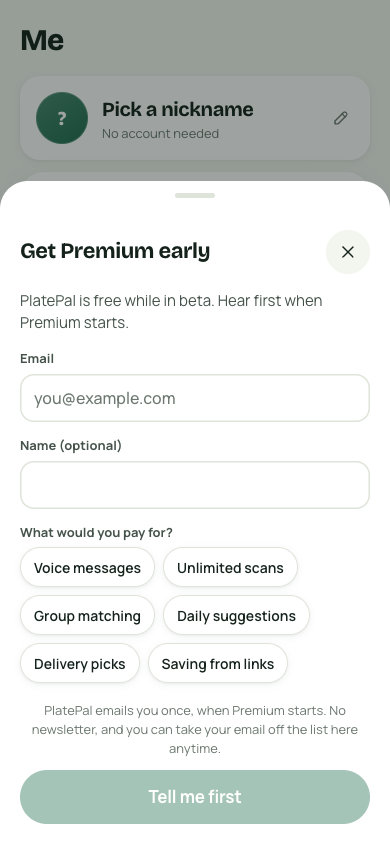 Me
?
Pick a nickname
No account needed
Get Premium early
PlatePal is free while in beta. Hear first when
Premium starts.
Email
you@example.com
Name (optional)
What would you pay for?
Voice messages
Unlimited scans
Group matching
Daily suggestions
Delivery picks
Saving from links
PlatePal emails you once, when Premium starts. No
newsletter, and you can take your email off the list here
anytime.
Tell me first